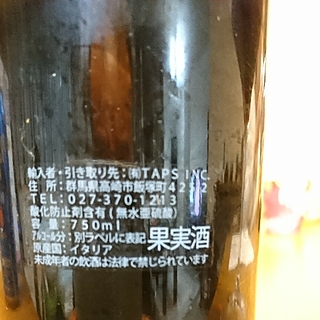 輸入者・引き取り先：㈲TAPS INC.
住　所：群馬県高崎市飯塚町42
TEL：027-370-1213
酸化防止剤含有(無水亜硫酸)
容　量：750ml
アルコール分：別ラベルに表記
原産国：イタリア
果実酒
未成年者の飲酒は法律で禁じられています